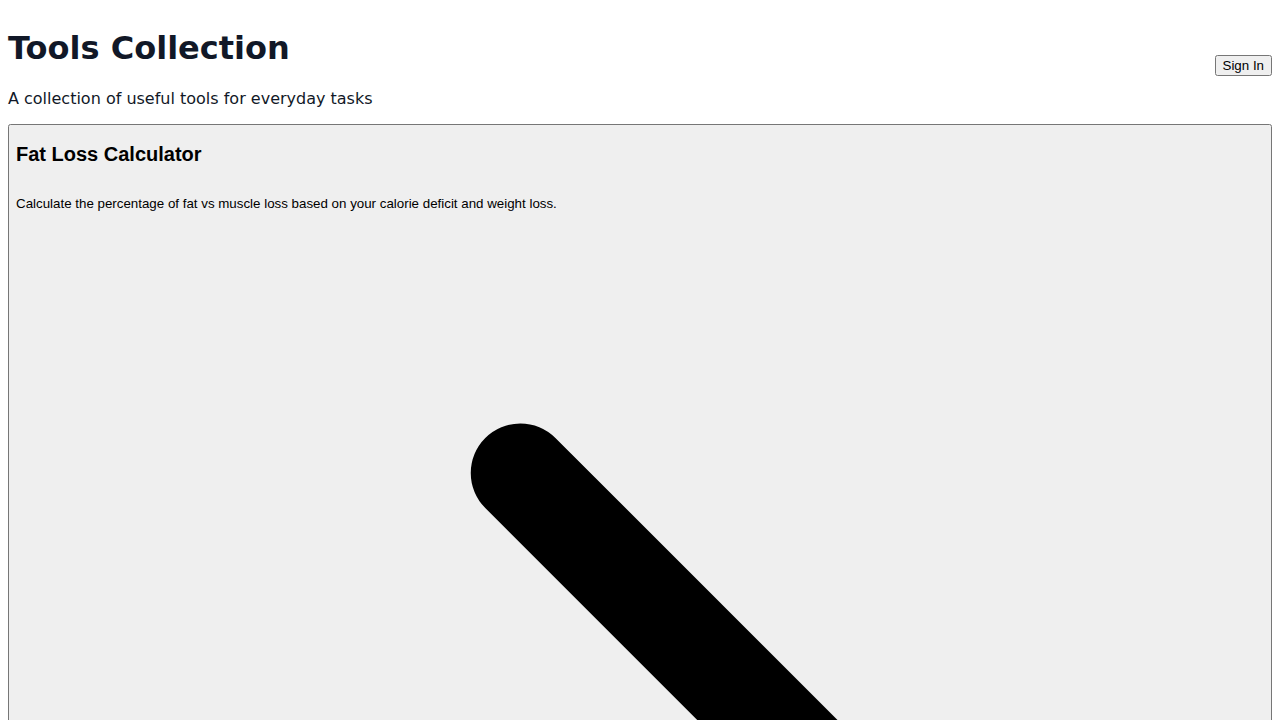 Tools Collection
Sign In
A collection of useful tools for everyday tasks
Fat Loss Calculator
Calculate the percentage of fat vs muscle loss based on your calorie deficit and weight loss.